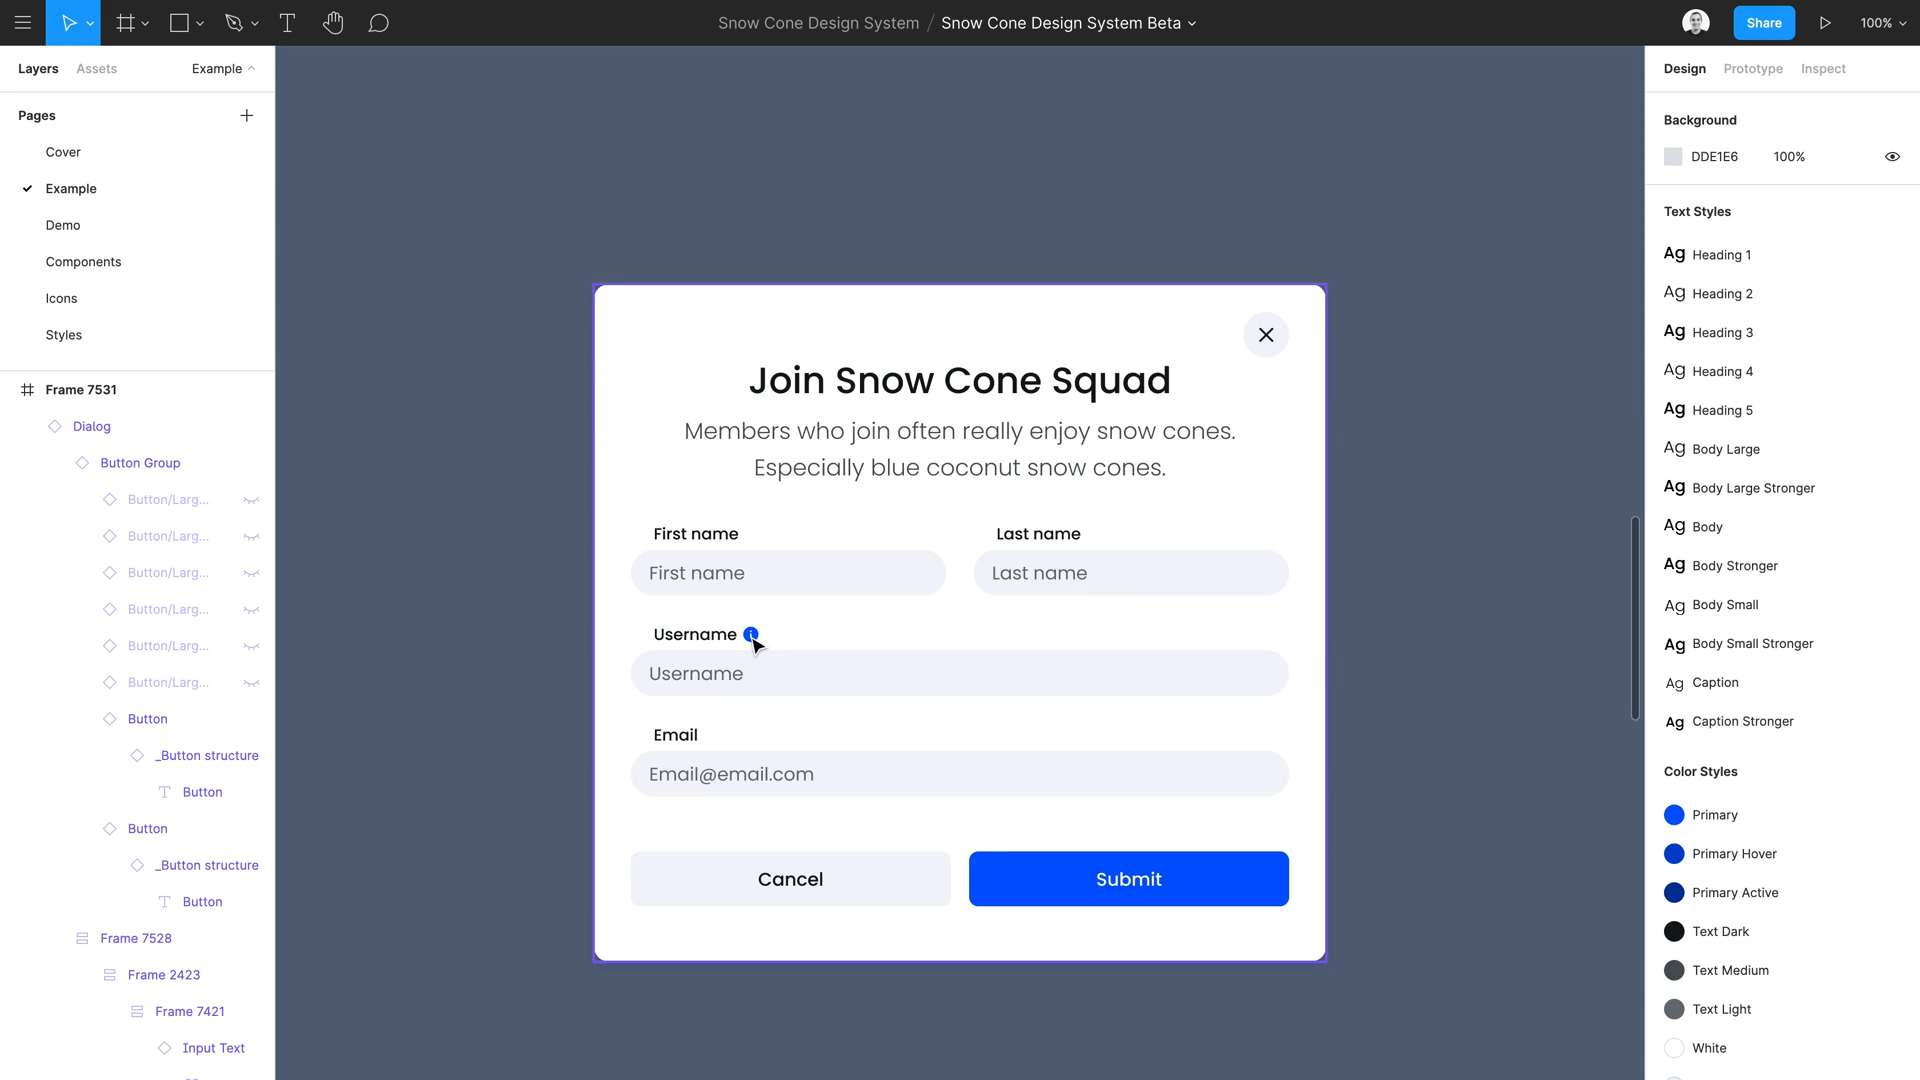 Snow Cone Design System / Snow Cone Design System Beta
Share
100%
Layers
Assets
Example
Pages
Cover
Example
Demo
Components
Icons
Styles
Frame 7531
Dialog
Button Group
Button/Larg...
Button/Larg...
Button/Larg...
Button/Larg...
Button/Larg...
Button/Larg...
Button
_Button structure
Button
Button
_Button structure
Button
Frame 7528
Frame 2423
Frame 7421
Input Text
Join Snow Cone Squad
Members who join often really enjoy snow cones.
Especially blue coconut snow cones.
First name
Last name
First name
Last name
Username
Username
Email
Email@email.com
Cancel
Submit
Design
Prototype
Inspect
Background
DDE1E6 100%
Text Styles
Ag Heading 1
Ag Heading 2
Ag Heading 3
Ag Heading 4
Ag Heading 5
Ag Body Large
Ag Body Large Stronger
Ag Body
Ag Body Stronger
Ag Body Small
Ag Body Small Stronger
Ag Caption
Ag Caption Stronger
Color Styles
Primary
Primary Hover
Primary Active
Text Dark
Text Medium
Text Light
White